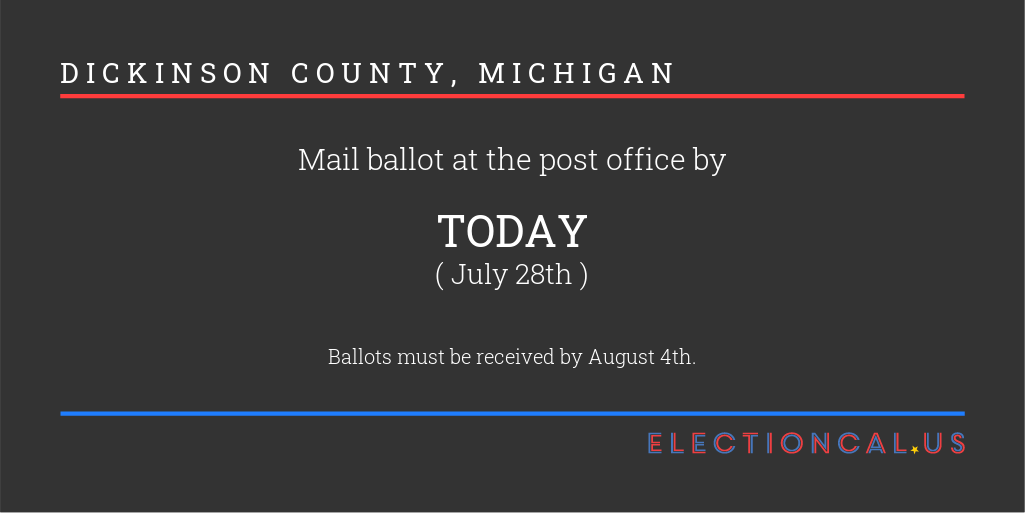 DICKINSON COUNTY, MICHIGAN
Mail ballot at the post office by
TODAY
( July 28th )
Ballots must be received by August 4th.
ELECTIONCAL.US